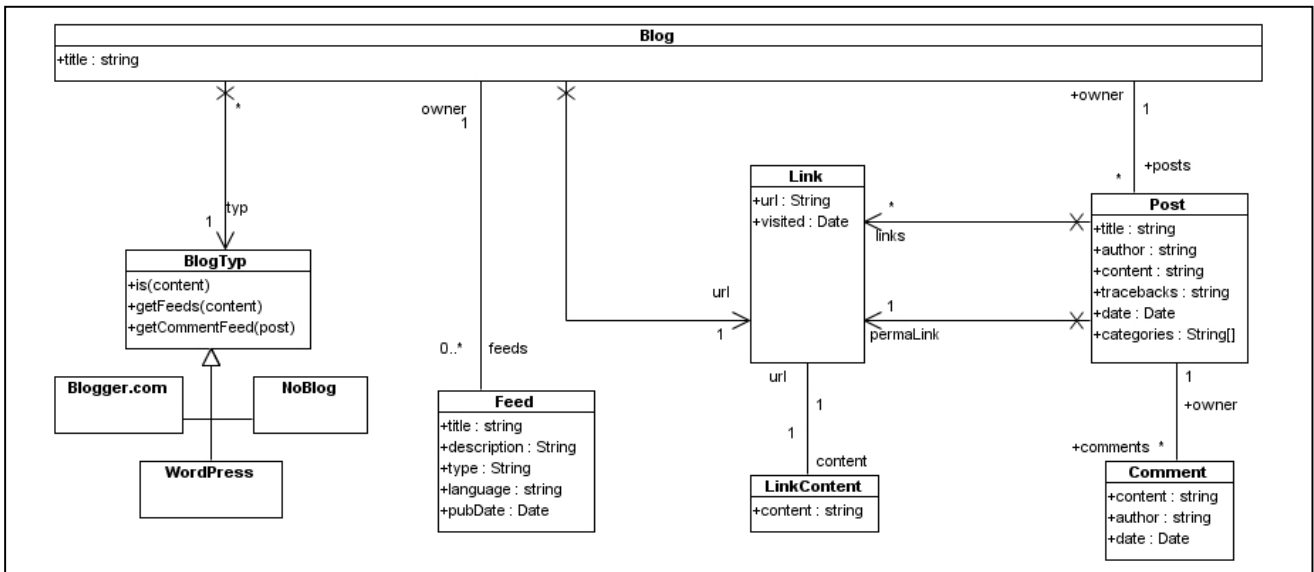 Blog
+title : string
*
typ
1
owner
1
0..*
feeds
url
1
+owner
1
+posts
*
BlogTyp
+is(content)
+getFeeds(content)
+getCommentFeed(post)
Blogger.com
NoBlog
WordPress
Feed
+title : string
+description : String
+type : String
+language : string
+pubDate : Date
Link
+url : String
+visited : Date
*
links
1
permaLink
Post
+title : string
+author : string
+content : string
+tracebacks : string
+date : Date
+categories : String[]
url
1
1
content
LinkContent
+content : string
1
+owner
+comments *
Comment
+content : string
+author : string
+date : Date